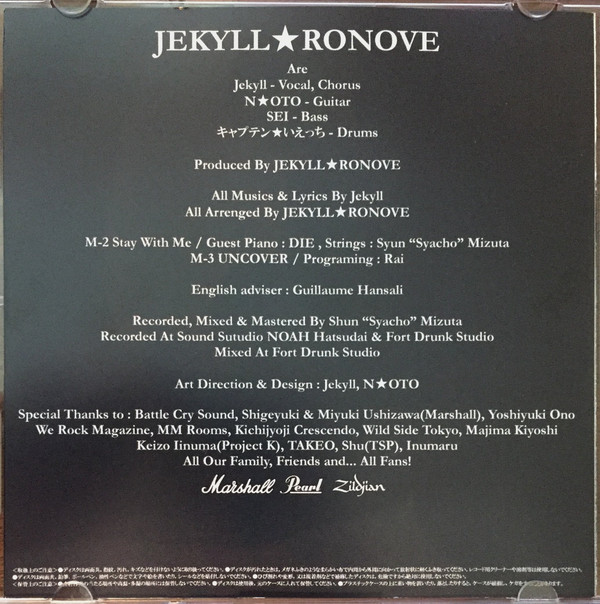 JEKYLL★RONOVE
Are
Jekyll - Vocal, Chorus
N★OTO - Guitar
SEI - Bass
キャプテン★いえっち - Drums
Produced By JEKYLL★RONOVE
All Musics & Lyrics By Jekyll
All Arranged By JEKYLL★RONOVE
M-2 Stay With Me / Guest Piano : DIE , Strings : Syun “Syacho” Mizuta
M-3 UNCOVER / Programing : Rai
English adviser : Guillaume Hansali
Recorded, Mixed & Mastered By Shun “Syacho” Mizuta
Recorded At Sound Sutudio NOAH Hatsudai & Fort Drunk Studio
Mixed At Fort Drunk Studio
Art Direction & Design : Jekyll, N★OTO
Special Thanks to : Battle Cry Sound, Shigeyuki & Miyuki Ushizawa(Marshall), Yoshiyuki Ono
We Rock Magazine, MM Rooms, Kichijyoji Crescendo, Wild Side Tokyo, Majima Kiyoshi
Keizo Iinuma(Project K), TAKEO, Shu(TSP), Inumaru
All Our Family, Friends and... All Fans!
Marshall Pearl Zildjian